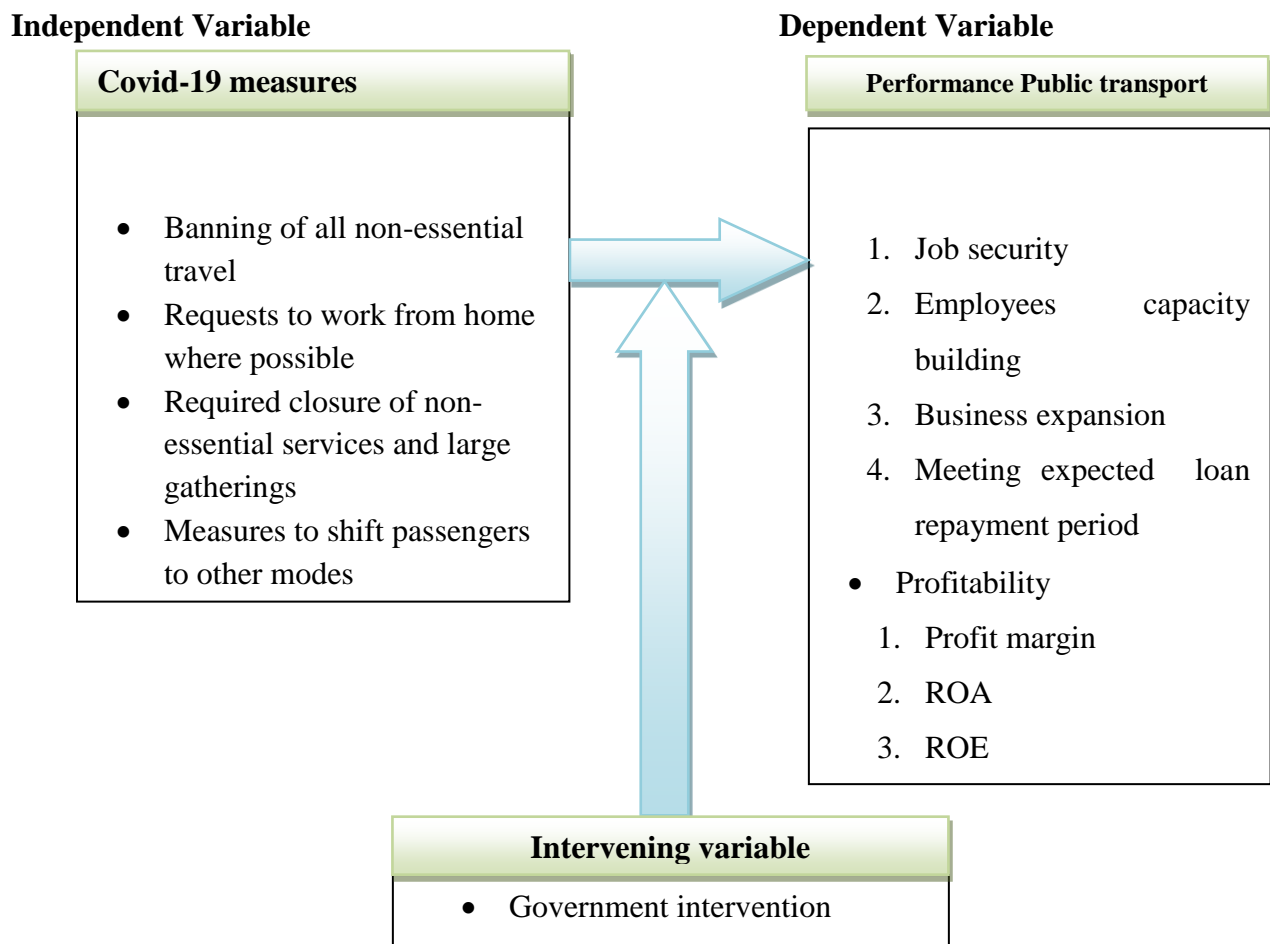 Independent Variable
Dependent Variable
Covid-19 measures
• Banning of all non-essential
travel
• Requests to work from home
where possible
• Required closure of non-
essential services and large
gatherings
• Measures to shift passengers
to other modes
Performance Public transport
1. Job security
2. Employees capacity
building
3. Business expansion
4. Meeting expected loan
repayment period
• Profitability
1. Profit margin
2. ROA
3. ROE
Intervening variable
• Government intervention